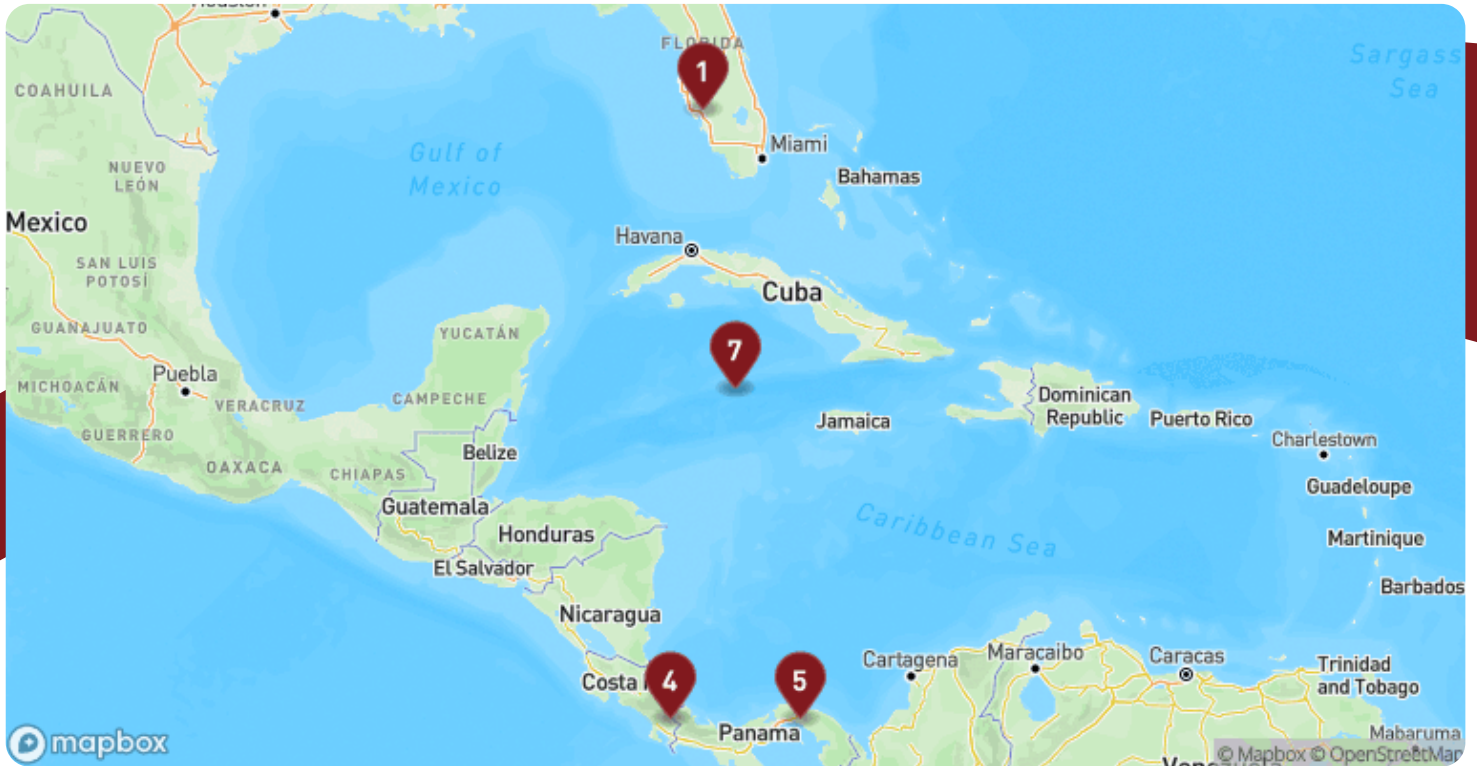 Houston
FLORIDA
1
Sargass
Sea
COAHUILA
Miami
Gulf of
Mexico
NUEVO
LEÓN
Bahamas
Mexico
Havana
SAN LUIS
POTOSÍ
Cuba
GUANAJUATO
YUCATÁN
7
Puebla
MICHOACÁN
VERACRUZ
CAMPECHE
Dominican
Republic
Jamaica
Puerto Rico
GUERRERO
Charlestown
Belize
OAXACA
CHIAPAS
Guadeloupe
Guatemala
Caribbean Sea
Honduras
Martinique
El Salvador
Barbados
Nicaragua
Cartagena
Maracaibo
Caracas
Trinidad
and Tobago
Costa
4
5
Panama
Mabaruma
mapbox
© Mapbox © OpenStreetMap